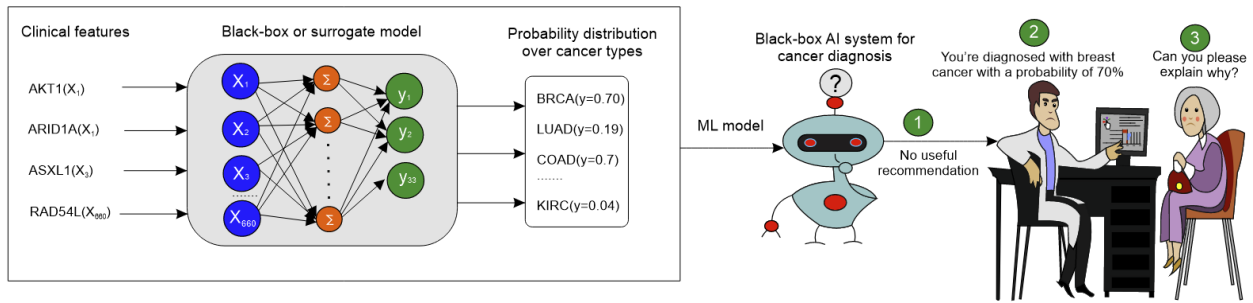 Clinical features
AKT1(X₁)
ARID1A(X₁)
ASXL1(X₃)
RAD54L(X₆₆₀)
Black-box or surrogate model
X₁
X₂
X₃
........
X₆₆₀
Σ
Σ
Σ
y₁
y₂
y₃₃
Probability distribution
over cancer types
BRCA(y=0.70)
LUAD(y=0.19)
COAD(y=0.7)
.......
KIRC(y=0.04)
ML model
Black-box AI system for
cancer diagnosis
?
1
No useful
recommendation
2
You're diagnosed with breast
cancer with a probability of 70%
3
Can you please
explain why?